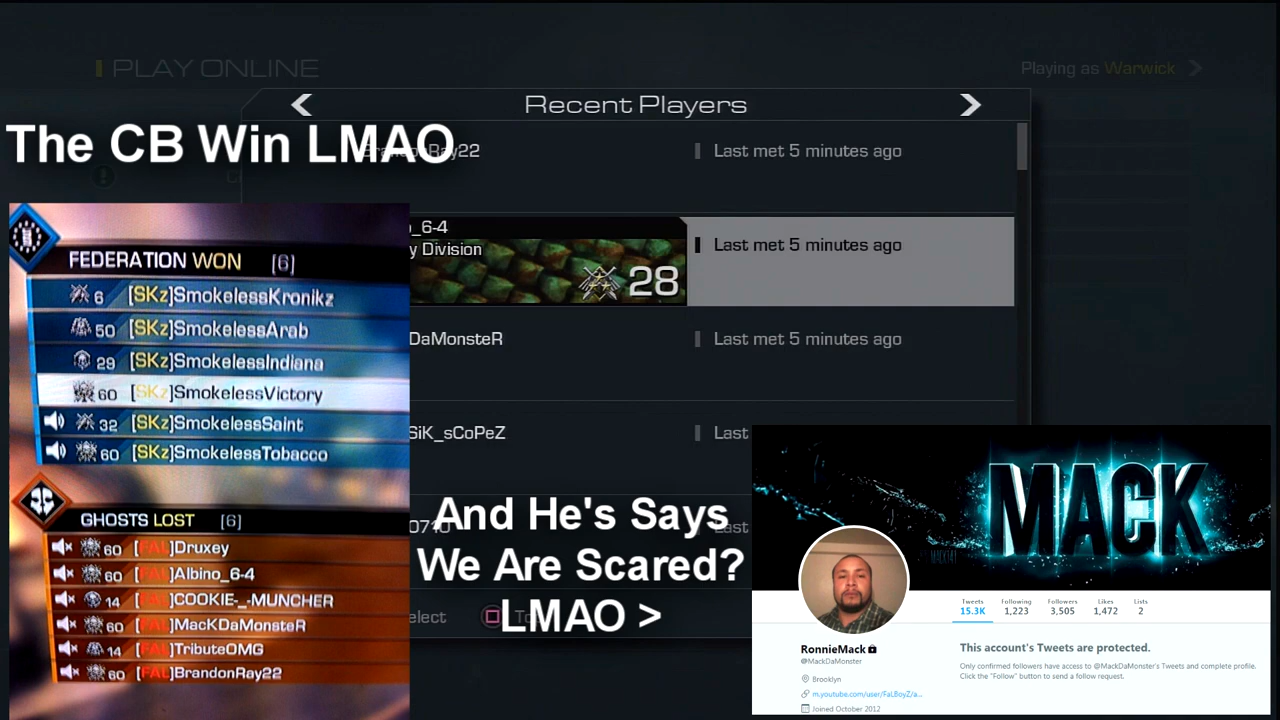 PLAY ONLINE
Playing as Warwick
Recent Players
The CB Win LMAO
BrandonRay22
Last met 5 minutes ago
_6-4
Last met 5 minutes ago
y Division
28
DaMonsteR
Last met 5 minutes ago
SiK_sCoPeZ
Last
FEDERATION WON [6]
6 [SKz]SmokelessKronikz
50 [SKz]SmokelessArab
29 [SKz]SmokelessIndiana
60 [SKz]SmokelessVictory
32 [SKz]SmokelessSaint
60 [SKz]SmokelessTobacco
GHOSTS LOST [6]
60 [FAL]Druxey
60 [FAL]Albino_6-4
14 [FAL]COOKIE-_-MUNCHER
60 [FAL]MacKDaMonsteR
14 [FAL]TributeOMG
60 [FAL]BrandonRay22
And He's Says
Last
We Are Scared?
LMAO >
elect
MACK
Tweets Following Followers Likes Lists
15.3K 1,223 3,505 1,472 2
RonnieMack
@MackDaMonster
Brooklyn
m.youtube.com/user/FaLBoyZ/a...
Joined October 2012
This account's Tweets are protected.
Only confirmed followers have access to @MackDaMonster's Tweets and complete profile.
Click the "Follow" button to send a follow request.